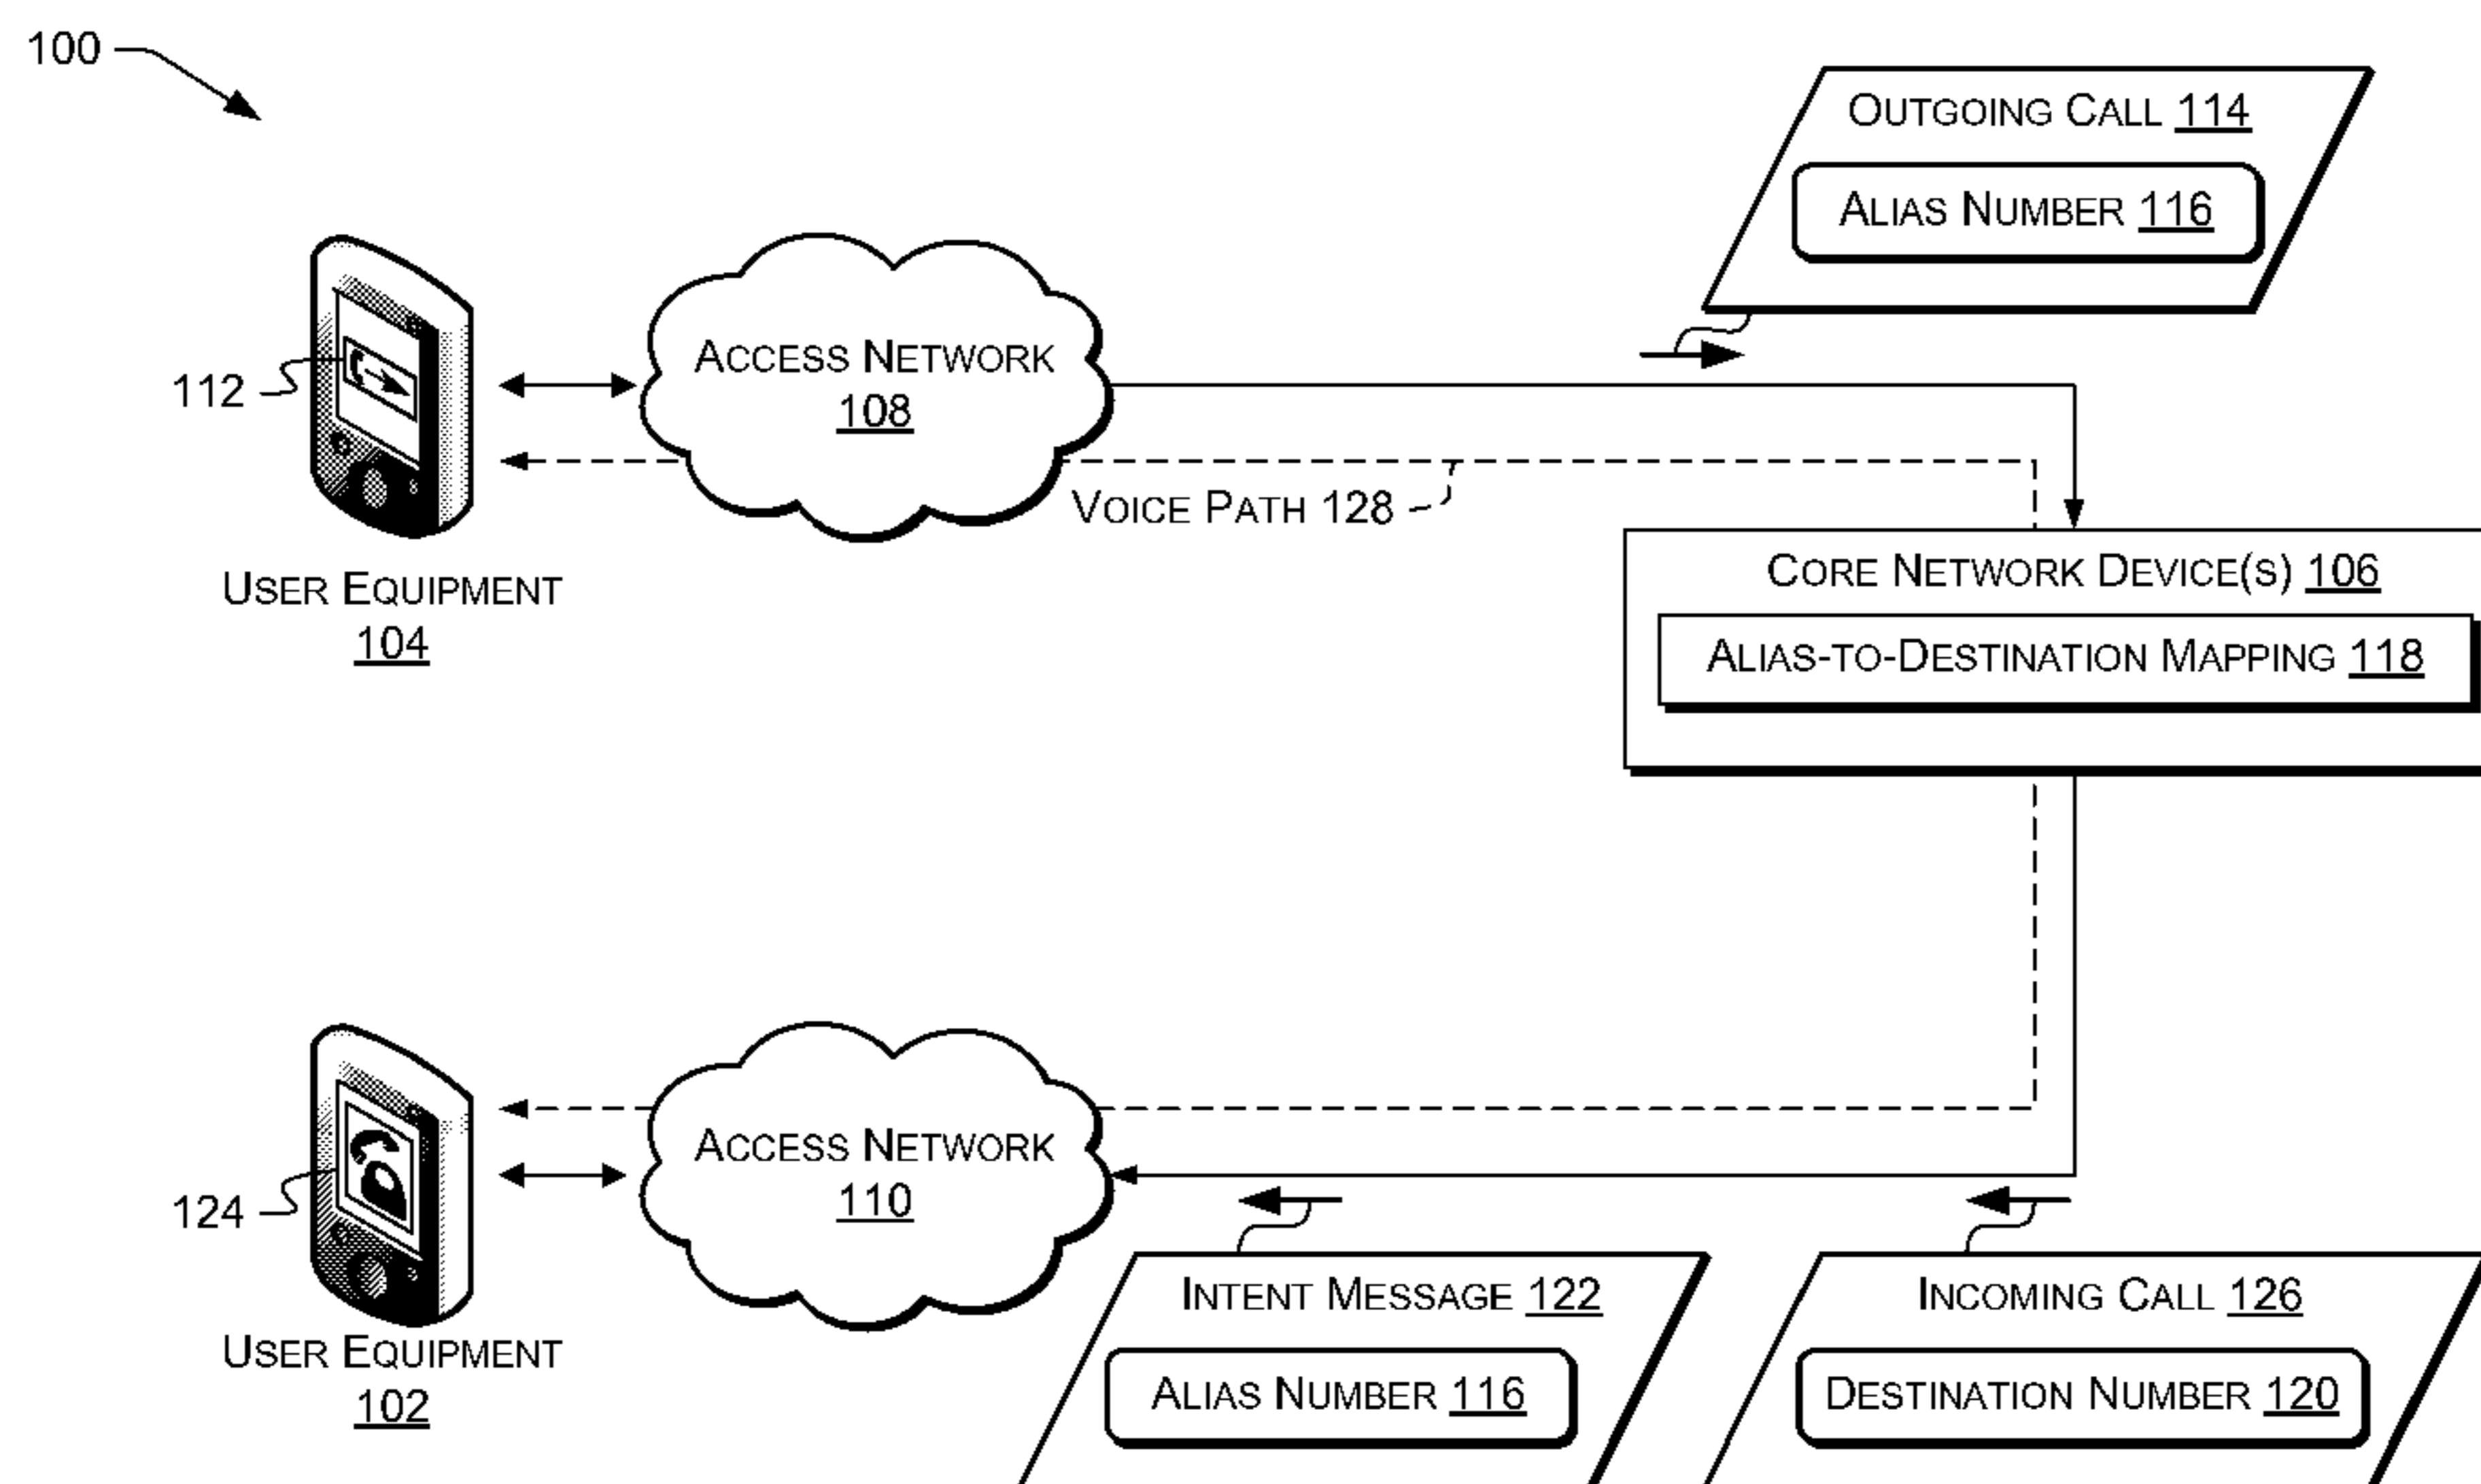 100
OUTGOING CALL 114
ALIAS NUMBER 116
ACCESS NETWORK
108
112
VOICE PATH 128
USER EQUIPMENT
104
CORE NETWORK DEVICE(S) 106
ALIAS-TO-DESTINATION MAPPING 118
ACCESS NETWORK
110
124
USER EQUIPMENT
102
INTENT MESSAGE 122
ALIAS NUMBER 116
INCOMING CALL 126
DESTINATION NUMBER 120